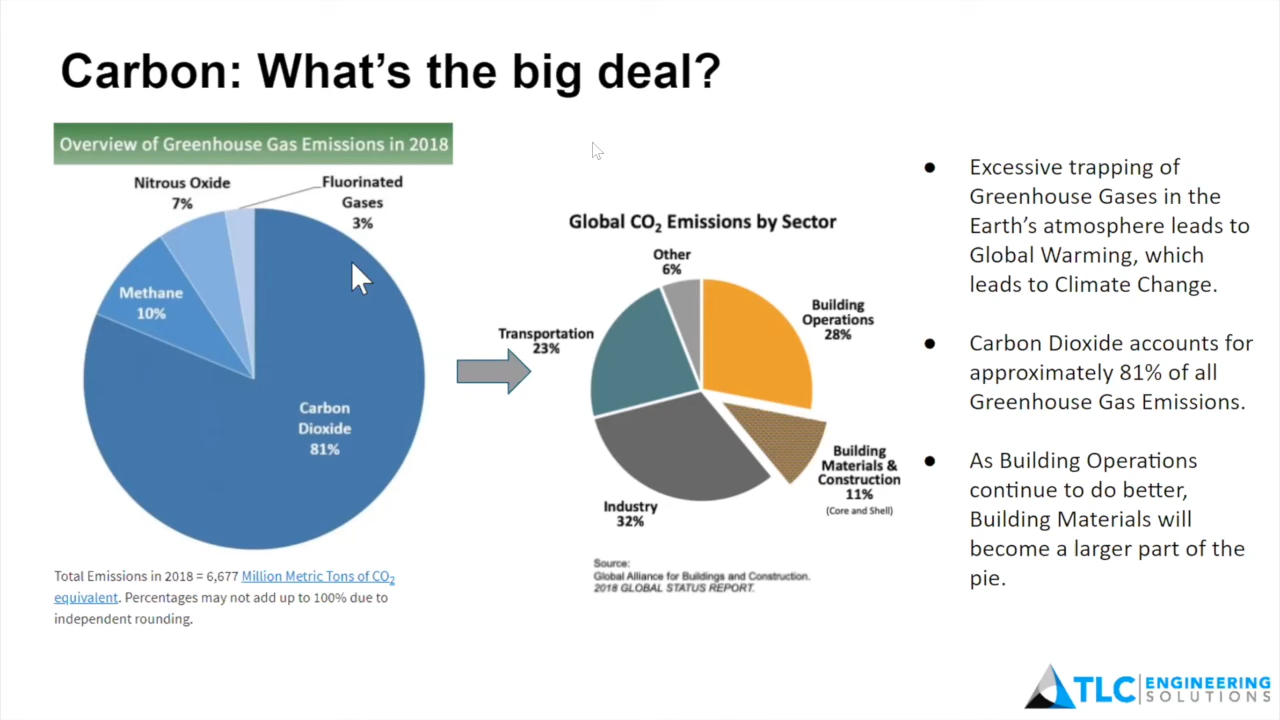 Carbon: What's the big deal?
Overview of Greenhouse Gas Emissions in 2018
Nitrous Oxide
7%
Fluorinated
Gases
3%
Methane
10%
Carbon
Dioxide
81%
Total Emissions in 2018 = 6,677 Million Metric Tons of CO2
equivalent. Percentages may not add up to 100% due to
independent rounding.
Global CO2 Emissions by Sector
Other
6%
Building
Operations
28%
Transportation
23%
Building
Materials &
Construction
11%
(Core and Shell)
Industry
32%
Source:
Global Alliance for Buildings and Construction.
2018 GLOBAL STATUS REPORT.
● Excessive trapping of
Greenhouse Gases in the
Earth's atmosphere leads to
Global Warming, which
leads to Climate Change.
● Carbon Dioxide accounts for
approximately 81% of all
Greenhouse Gas Emissions.
● As Building Operations
continue to do better,
Building Materials will
become a larger part of the
pie.
TLC ENGINEERING
SOLUTIONS